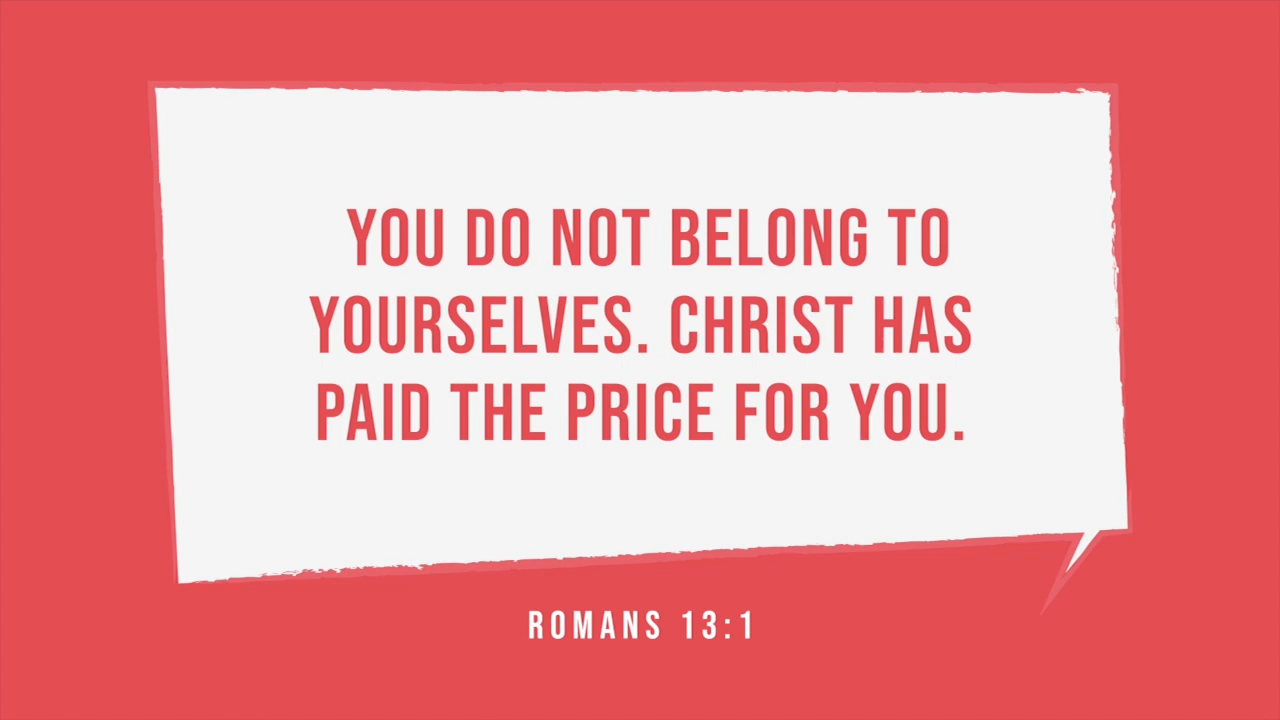 YOU DO NOT BELONG TO
YOURSELVES. CHRIST HAS
PAID THE PRICE FOR YOU.
ROMANS 13:1